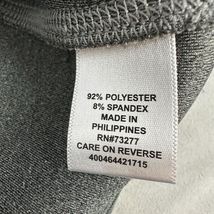 92% POLYESTER
8% SPANDEX
MADE IN
PHILIPPINES
RN#73277
CARE ON REVERSE
400464421715